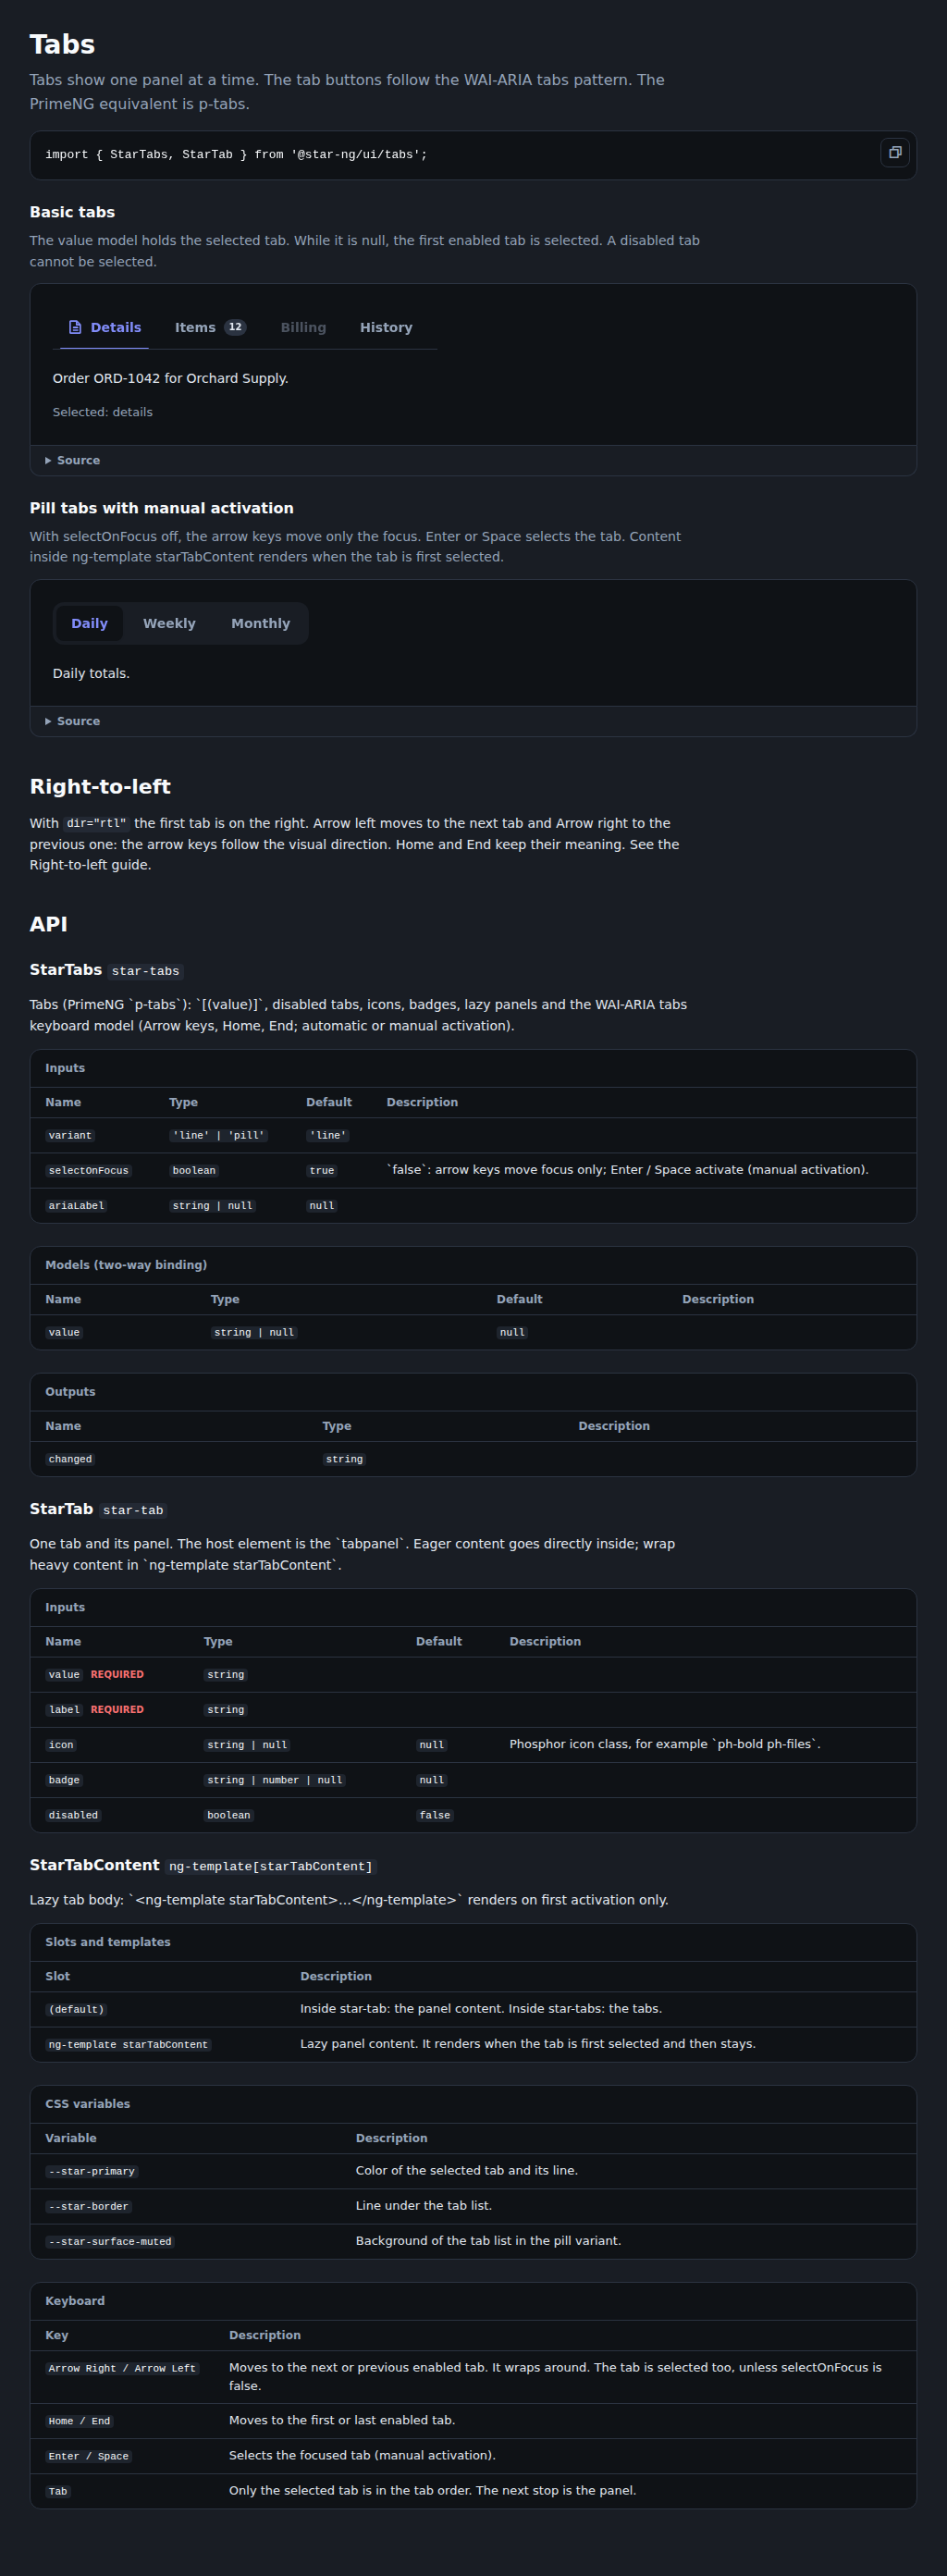 Tabs
Tabs show one panel at a time. The tab buttons follow the WAI-ARIA tabs pattern. The
PrimeNG equivalent is p-tabs.
import { StarTabs, StarTab } from '@star-ng/ui/tabs';
Basic tabs
The value model holds the selected tab. While it is null, the first enabled tab is selected. A disabled tab
cannot be selected.
Details Items 12 Billing History
Order ORD-1042 for Orchard Supply.
Selected: details
Source
Pill tabs with manual activation
With selectOnFocus off, the arrow keys move only the focus. Enter or Space selects the tab. Content
inside ng-template starTabContent renders when the tab is first selected.
Daily Weekly Monthly
Daily totals.
Source
Right-to-left
With dir="rtl" the first tab is on the right. Arrow left moves to the next tab and Arrow right to the
previous one: the arrow keys follow the visual direction. Home and End keep their meaning. See the
Right-to-left guide.
API
StarTabs star-tabs
Tabs (PrimeNG `p-tabs`): `[(value)]`, disabled tabs, icons, badges, lazy panels and the WAI-ARIA tabs
keyboard model (Arrow keys, Home, End; automatic or manual activation).
Inputs
Name Type Default Description
variant 'line' | 'pill' 'line'
selectOnFocus boolean true `false`: arrow keys move focus only; Enter / Space activate (manual activation).
ariaLabel string | null null
Models (two-way binding)
Name Type Default Description
value string | null null
Outputs
Name Type Description
changed string
StarTab star-tab
One tab and its panel. The host element is the `tabpanel`. Eager content goes directly inside; wrap
heavy content in `ng-template starTabContent`.
Inputs
Name Type Default Description
value REQUIRED string
label REQUIRED string
icon string | null null Phosphor icon class, for example `ph-bold ph-files`.
badge string | number | null null
disabled boolean false
StarTabContent ng-template[starTabContent]
Lazy tab body: `<ng-template starTabContent>…</ng-template>` renders on first activation only.
Slots and templates
Slot Description
(default) Inside star-tab: the panel content. Inside star-tabs: the tabs.
ng-template starTabContent Lazy panel content. It renders when the tab is first selected and then stays.
CSS variables
Variable Description
--star-primary Color of the selected tab and its line.
--star-border Line under the tab list.
--star-surface-muted Background of the tab list in the pill variant.
Keyboard
Key Description
Arrow Right / Arrow Left Moves to the next or previous enabled tab. It wraps around. The tab is selected too, unless selectOnFocus is
false.
Home / End Moves to the first or last enabled tab.
Enter / Space Selects the focused tab (manual activation).
Tab Only the selected tab is in the tab order. The next stop is the panel.